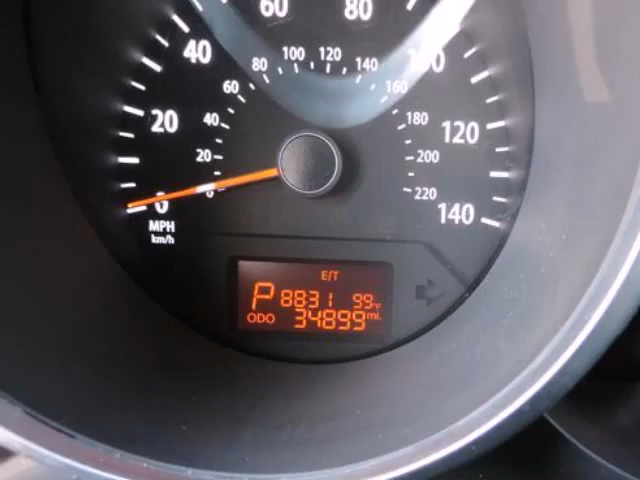 60 80
40 100
20 120
0 140
80 100 120 140
60 160
40 180
20 200
0 220
MPH
km/h
E/T
P 8831 99°F
ODO 34899 mi.